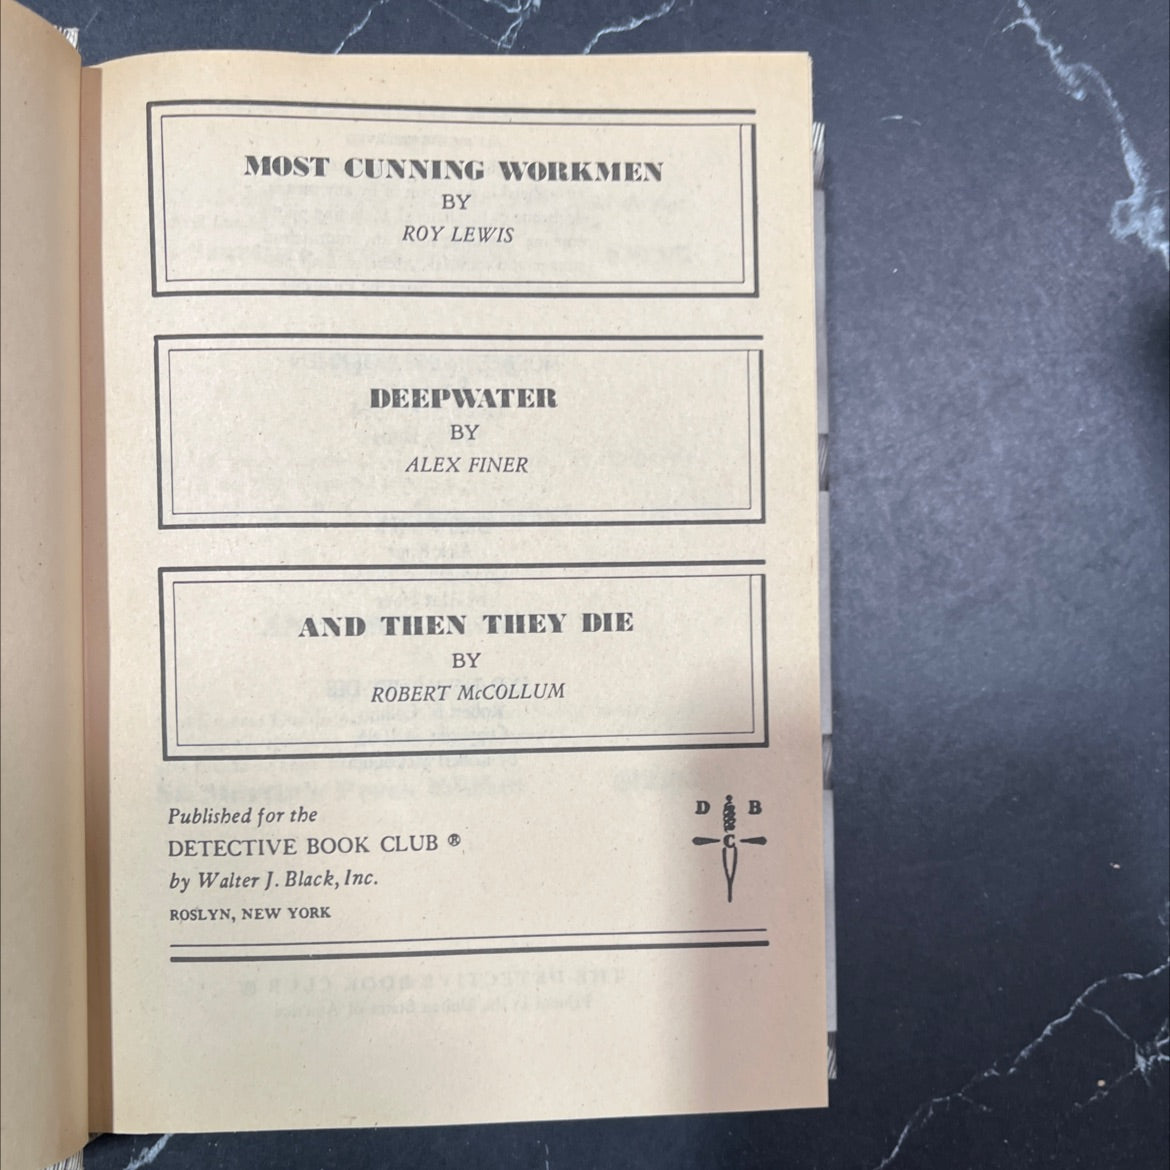 MOST CUNNING WORKMEN
BY
ROY LEWIS
DEEPWATER
BY
ALEX FINER
AND THEN THEY DIE
BY
ROBERT McCOLLUM
Published for the
DETECTIVE BOOK CLUB ®
by Walter J. Black, Inc.
ROSLYN, NEW YORK
D B
C